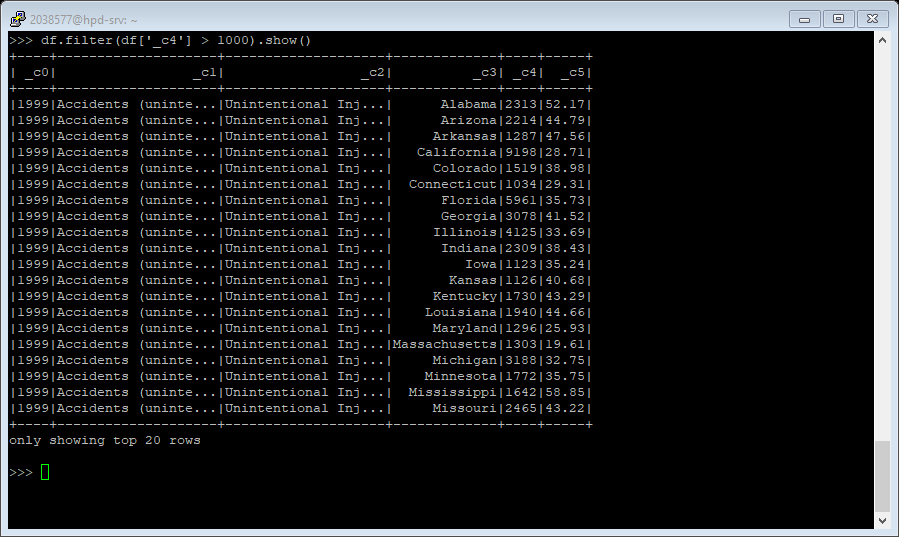 2038577@hpd-srv: ~
>>> df.filter(df['_c4'] > 1000).show()
+----+--------------------+--------------------+-------------+----+-----+
| _c0|                 _c1|                 _c2|          _c3| _c4|  _c5|
+----+--------------------+--------------------+-------------+----+-----+
|1999|Accidents (uninte...|Unintentional Inj...|      Alabama|2313|52.17|
|1999|Accidents (uninte...|Unintentional Inj...|      Arizona|2214|44.79|
|1999|Accidents (uninte...|Unintentional Inj...|     Arkansas|1287|47.56|
|1999|Accidents (uninte...|Unintentional Inj...|   California|9198|28.71|
|1999|Accidents (uninte...|Unintentional Inj...|     Colorado|1519|38.98|
|1999|Accidents (uninte...|Unintentional Inj...|  Connecticut|1034|29.31|
|1999|Accidents (uninte...|Unintentional Inj...|      Florida|5961|35.73|
|1999|Accidents (uninte...|Unintentional Inj...|      Georgia|3078|41.52|
|1999|Accidents (uninte...|Unintentional Inj...|     Illinois|4125|33.69|
|1999|Accidents (uninte...|Unintentional Inj...|      Indiana|2309|38.43|
|1999|Accidents (uninte...|Unintentional Inj...|         Iowa|1123|35.24|
|1999|Accidents (uninte...|Unintentional Inj...|       Kansas|1126|40.68|
|1999|Accidents (uninte...|Unintentional Inj...|     Kentucky|1730|43.29|
|1999|Accidents (uninte...|Unintentional Inj...|    Louisiana|1940|44.66|
|1999|Accidents (uninte...|Unintentional Inj...|     Maryland|1296|25.93|
|1999|Accidents (uninte...|Unintentional Inj...|Massachusetts|1303|19.61|
|1999|Accidents (uninte...|Unintentional Inj...|     Michigan|3188|32.75|
|1999|Accidents (uninte...|Unintentional Inj...|    Minnesota|1772|35.75|
|1999|Accidents (uninte...|Unintentional Inj...|  Mississippi|1642|58.85|
|1999|Accidents (uninte...|Unintentional Inj...|     Missouri|2465|43.22|
+----+--------------------+--------------------+-------------+----+-----+
only showing top 20 rows
>>>